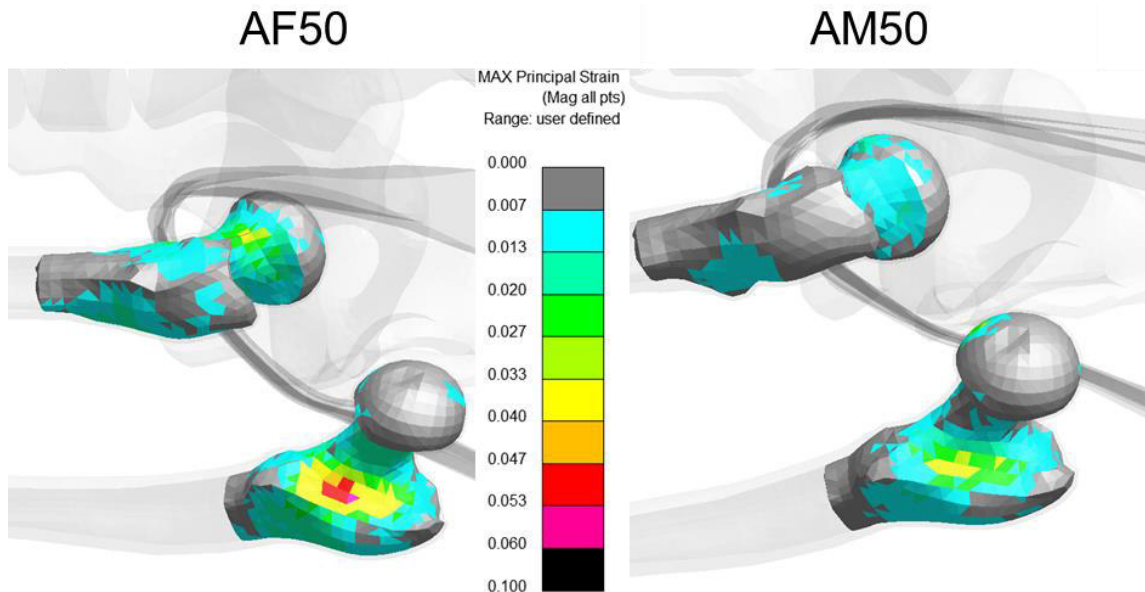 AF50
AM50
MAX Principal Strain
(Mag all pts)
Range: user defined
0.000
0.007
0.013
0.020
0.027
0.033
0.040
0.047
0.053
0.060
0.100